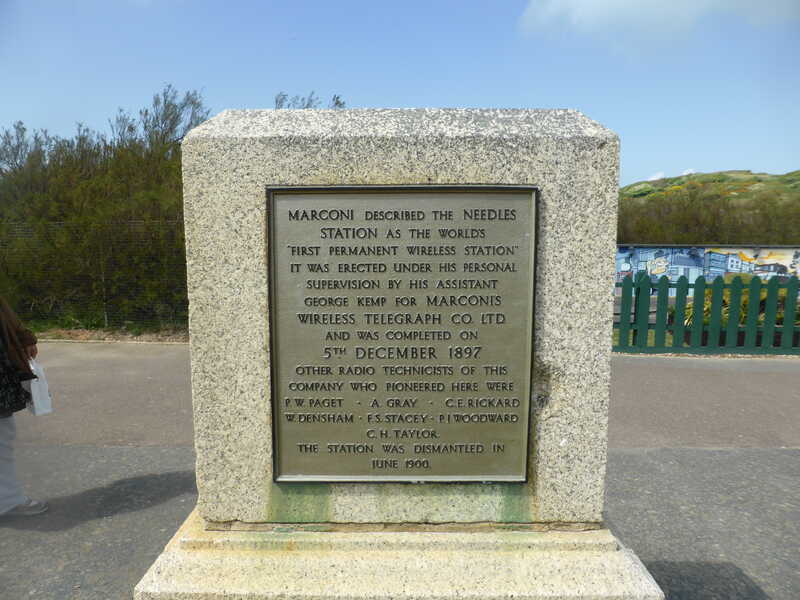 MARCONI DESCRIBED THE NEEDLES
STATION AS THE WORLD'S
"FIRST PERMANENT WIRELESS STATION"
IT WAS ERECTED UNDER HIS PERSONAL
SUPERVISION BY HIS ASSISTANT
GEORGE KEMP FOR MARCONI'S
WIRELESS TELEGRAPH CO. LTD.
AND WAS COMPLETED ON
5TH DECEMBER 1897
OTHER RADIO TECHNICISTS OF THIS
COMPANY WHO PIONEERED HERE WERE
P.W. PAGET · A GRAY · C.E. RICKARD
W. DENSHAM · F.S. STACEY · P.J WOODWARD
C.H. TAYLOR.
THE STATION WAS DISMANTLED IN
JUNE 1900.